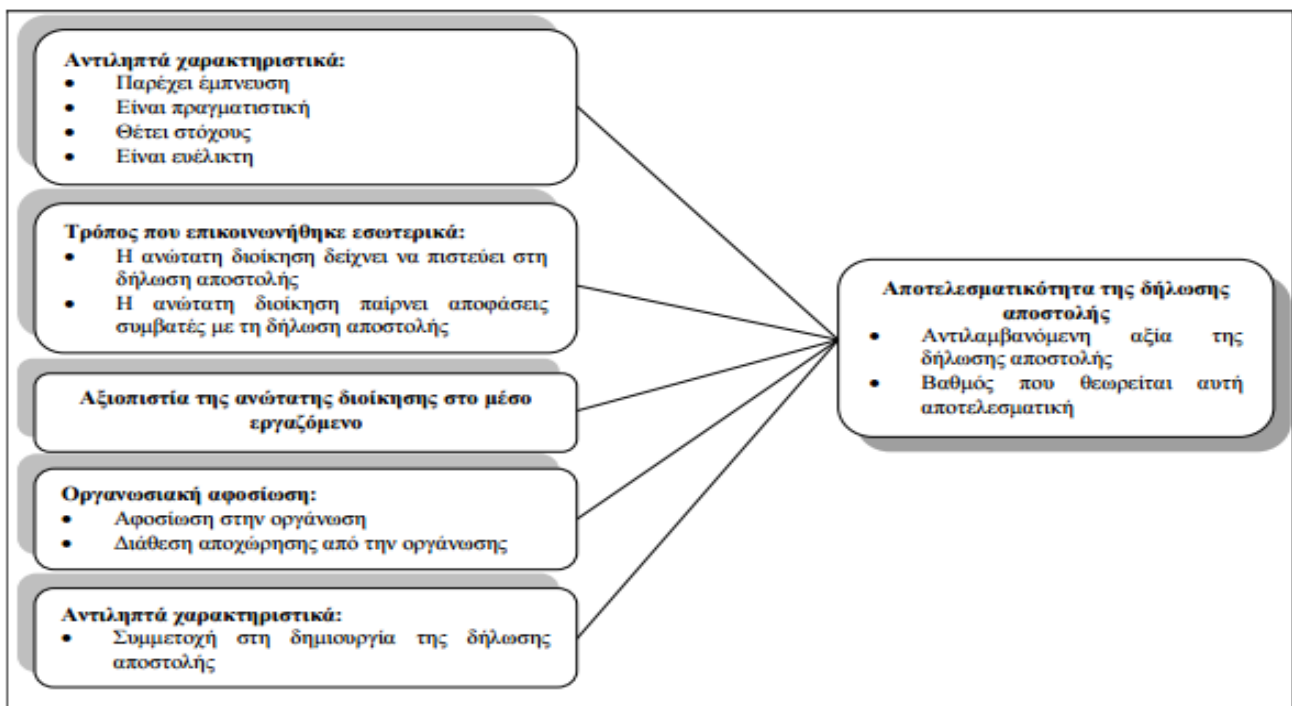 Αντιληπτά χαρακτηριστικά:
• Παρέχει έμπνευση
• Είναι πραγματιστική
• Θέτει στόχους
• Είναι ευέλικτη
Τρόπος που επικοινωνήθηκε εσωτερικά:
• Η ανώτατη διοίκηση δείχνει να πιστεύει στη
δήλωση αποστολής
• Η ανώτατη διοίκηση παίρνει αποφάσεις
συμβατές με τη δήλωση αποστολής
Αξιοπιστία της ανώτατης διοίκησης στο μέσο
εργαζόμενο
Οργανωσιακή αφοσίωση:
• Αφοσίωση στην οργάνωση
• Διάθεση αποχώρησης από την οργάνωσης
Αντιληπτά χαρακτηριστικά:
• Συμμετοχή στη δημιουργία της δήλωσης
αποστολής
Αποτελεσματικότητα της δήλωσης
αποστολής
• Αντιλαμβανόμενη αξία της
δήλωσης αποστολής
• Βαθμός που θεωρείται αυτή
αποτελεσματική